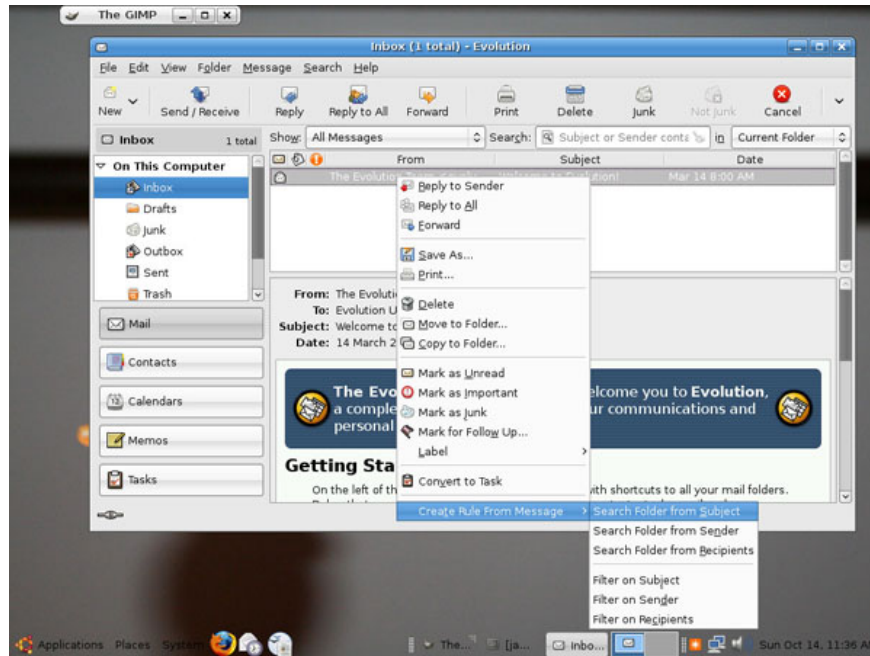 The GIMP
Inbox (1 total) - Evolution
File Edit View Folder Message Search Help
New Send / Receive Reply Reply to All Forward Print Delete Junk Not Junk Cancel
Inbox 1 total Show: All Messages Search: Subject or Sender conta in Current Folder
From Subject Date
On This Computer
Inbox
Drafts
Junk
Outbox
Sent
Trash
Mail
Contacts
Calendars
Memos
Tasks
The Evolution Welcome to Evolution! Mar 14 8:00 AM
From: The Evoluti
To: Evolution U
Subject: Welcome to
Date: 14 March 2
The Evo elcome you to Evolution,
a comple ur communications and
personal
Getting Sta
On the left of th ith shortcuts to all your mail folders.
Reply to Sender
Reply to All
Forward
Save As...
Print...
Delete
Move to Folder...
Copy to Folder...
Mark as Unread
Mark as Important
Mark as Junk
Mark for Follow Up...
Label
Convert to Task
Create Rule From Message
Search Folder from Subject
Search Folder from Sender
Search Folder from Recipients
Filter on Subject
Filter on Sender
Filter on Recipients
Applications Places System The... [ja... Inbo... Sun Oct 14, 11:36 AM